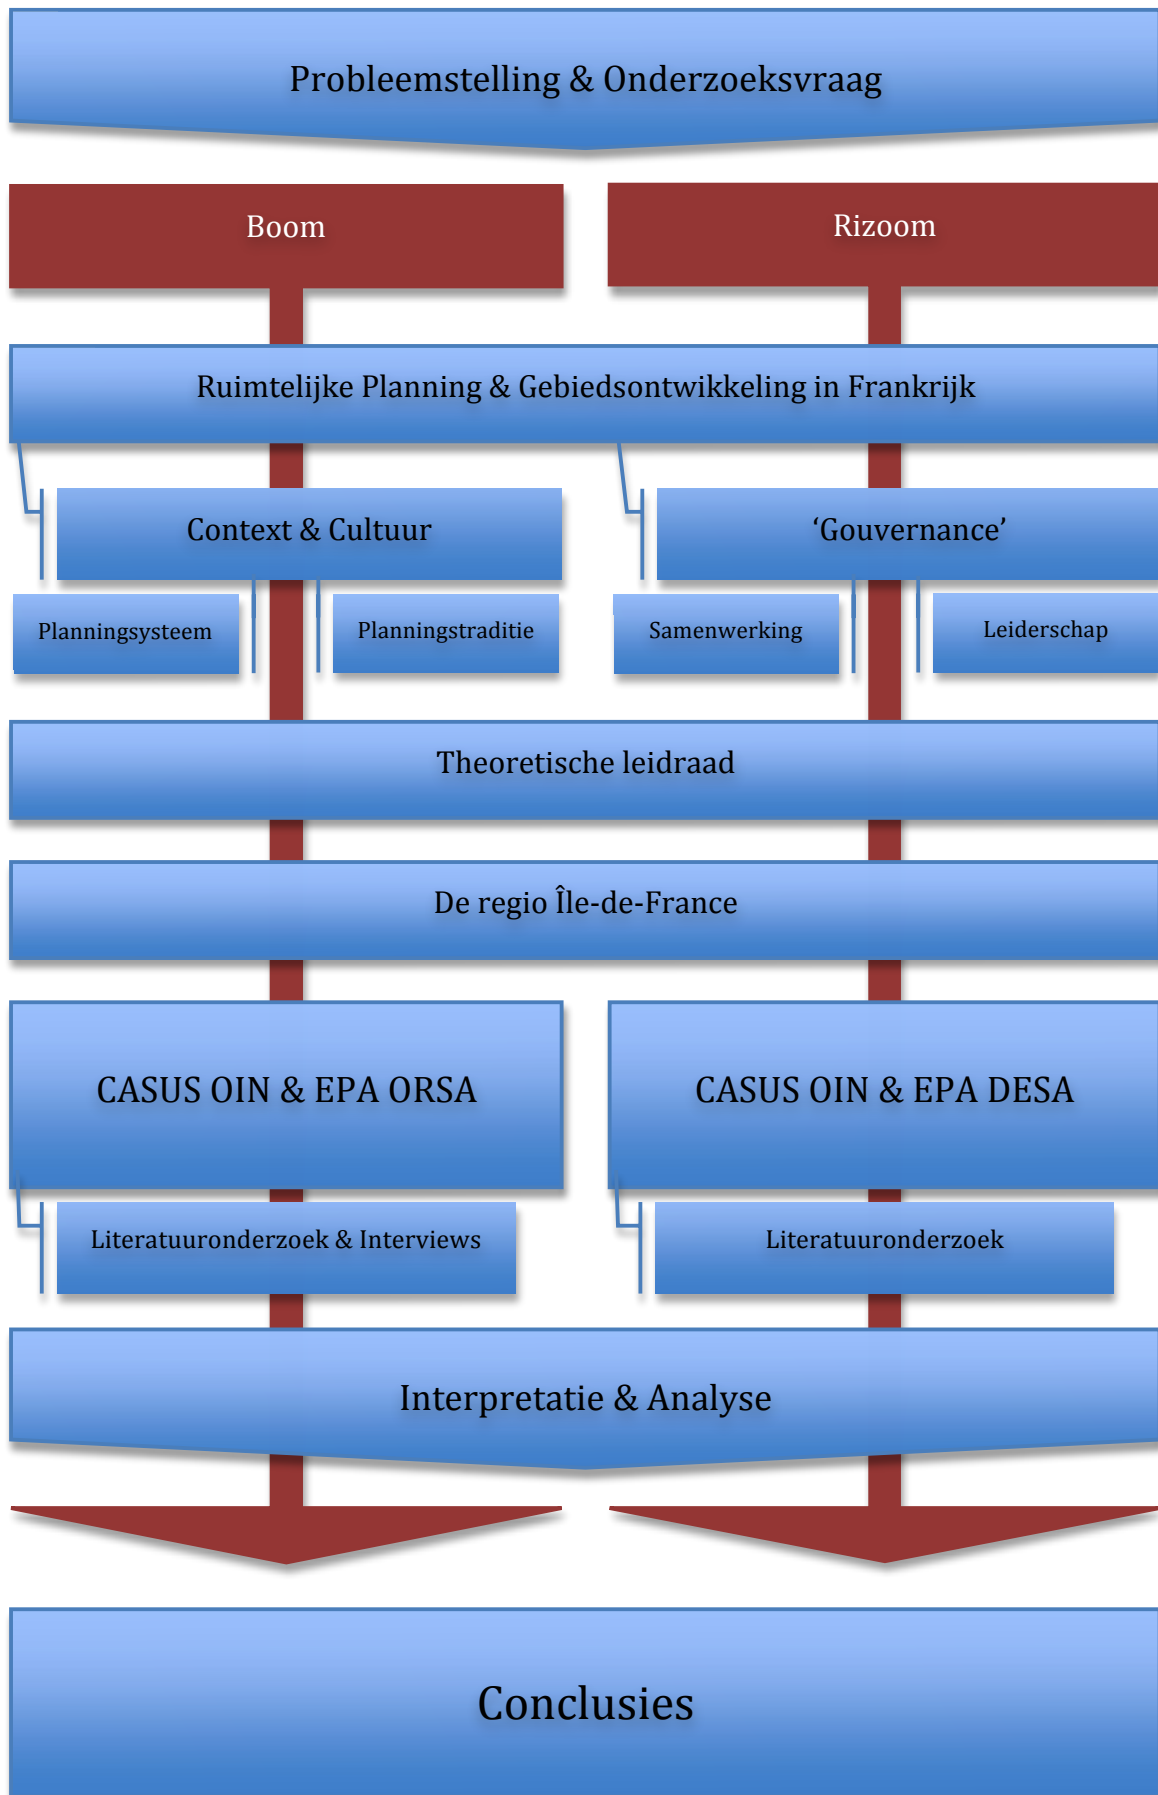 Probleemstelling & Onderzoeksvraag
Boom
Rizoom
Ruimtelijke Planning & Gebiedsontwikkeling in Frankrijk
Context & Cultuur
‘Gouvernance’
Planningsysteem
Planningstraditie
Samenwerking
Leiderschap
Theoretische leidraad
De regio Île-de-France
CASUS OIN & EPA ORSA
CASUS OIN & EPA DESA
Literatuuronderzoek & Interviews
Literatuuronderzoek
Interpretatie & Analyse
Conclusies